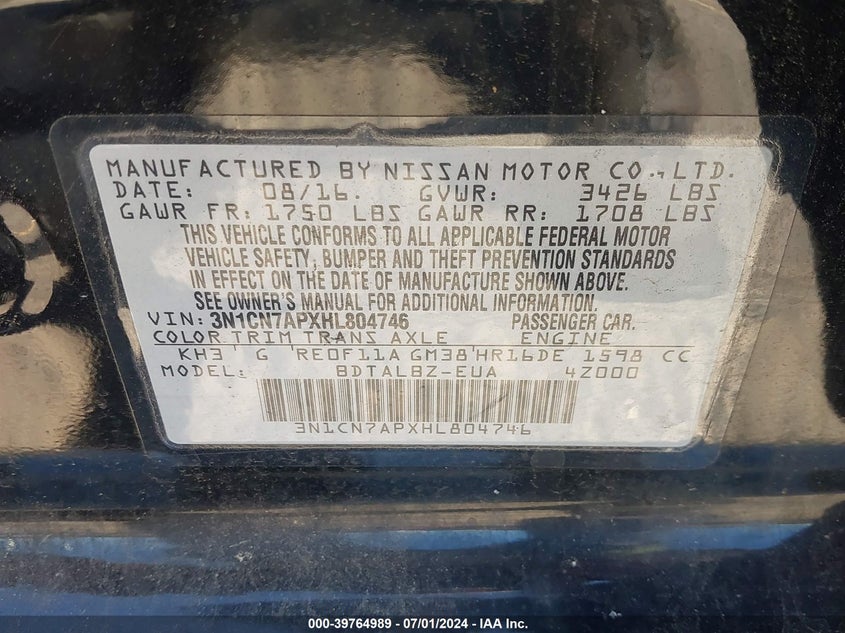 MANUFACTURED BY NISSAN MOTOR CO.,LTD.
DATE: 08/16. GVWR: 3426 LBS
GAWR FR: 1750 LBS GAWR RR: 1708 LBS
THIS VEHICLE CONFORMS TO ALL APPLICABLE FEDERAL MOTOR
VEHICLE SAFETY, BUMPER AND THEFT PREVENTION STANDARDS
IN EFFECT ON THE DATE OF MANUFACTURE SHOWN ABOVE.
SEE OWNER'S MANUAL FOR ADDITIONAL INFORMATION.
VIN: 3N1CN7APXHL804746 PASSENGER CAR.
COLOR TRIM TRANS AXLE ENGINE
KH3 G RE0F11A GM38 HR16DE 1598 CC
MODEL: BDTALBZ-EUA 4Z000
3N1CN7APXHL804746
000-39764989 - 07/01/2024 - IAA Inc.